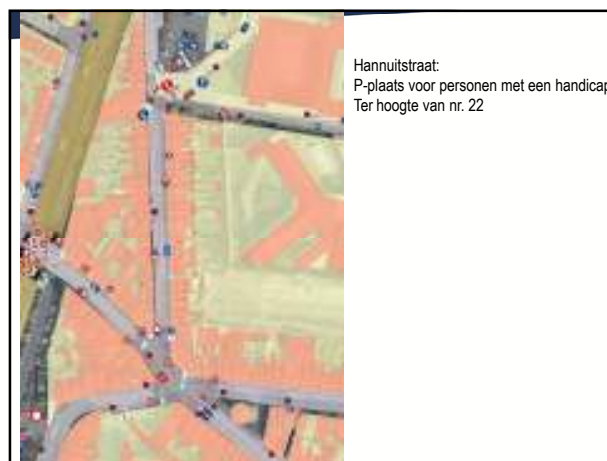 Hannuitstraat:
P-plaats voor personen met een handicap
Ter hoogte van nr. 22